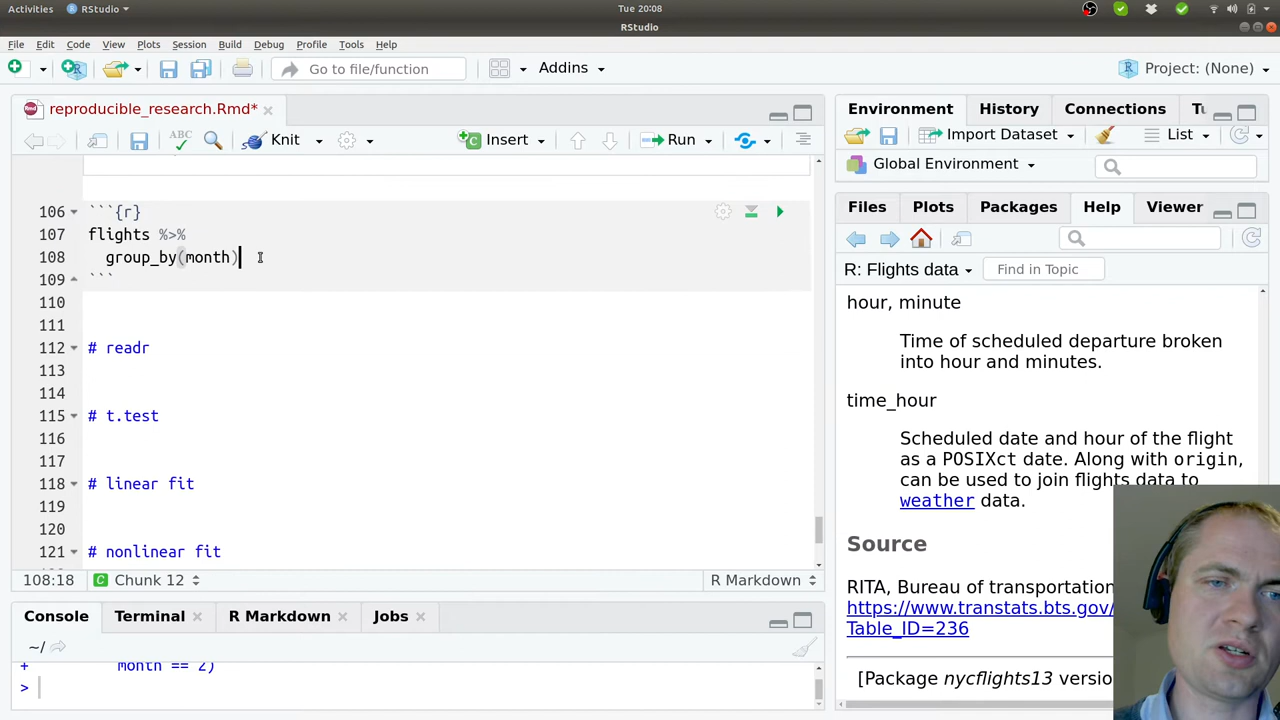 Activities RStudio Tue 20:08
RStudio
File Edit Code View Plots Session Build Debug Profile Tools Help
Go to file/function Addins Project: (None)
reproducible_research.Rmd*
ABC Knit Insert Run
106 ```{r}
107 flights %>%
108 group_by(month)
109 ```
110
111
112 # readr
113
114
115 # t.test
116
117
118 # linear fit
119
120
121 # nonlinear fit
108:18 Chunk 12 R Markdown
Console Terminal R Markdown Jobs
~/
+ month == 2)
>
Environment History Connections
Import Dataset List
Global Environment
Files Plots Packages Help Viewer
R: Flights data Find in Topic
hour, minute
Time of scheduled departure broken
into hour and minutes.
time_hour
Scheduled date and hour of the flight
as a POSIXct date. Along with origin,
can be used to join flights data to
weather data.
Source
RITA, Bureau of transportation
https://www.transtats.bts.gov/
Table_ID=236
[Package nycflights13 versio